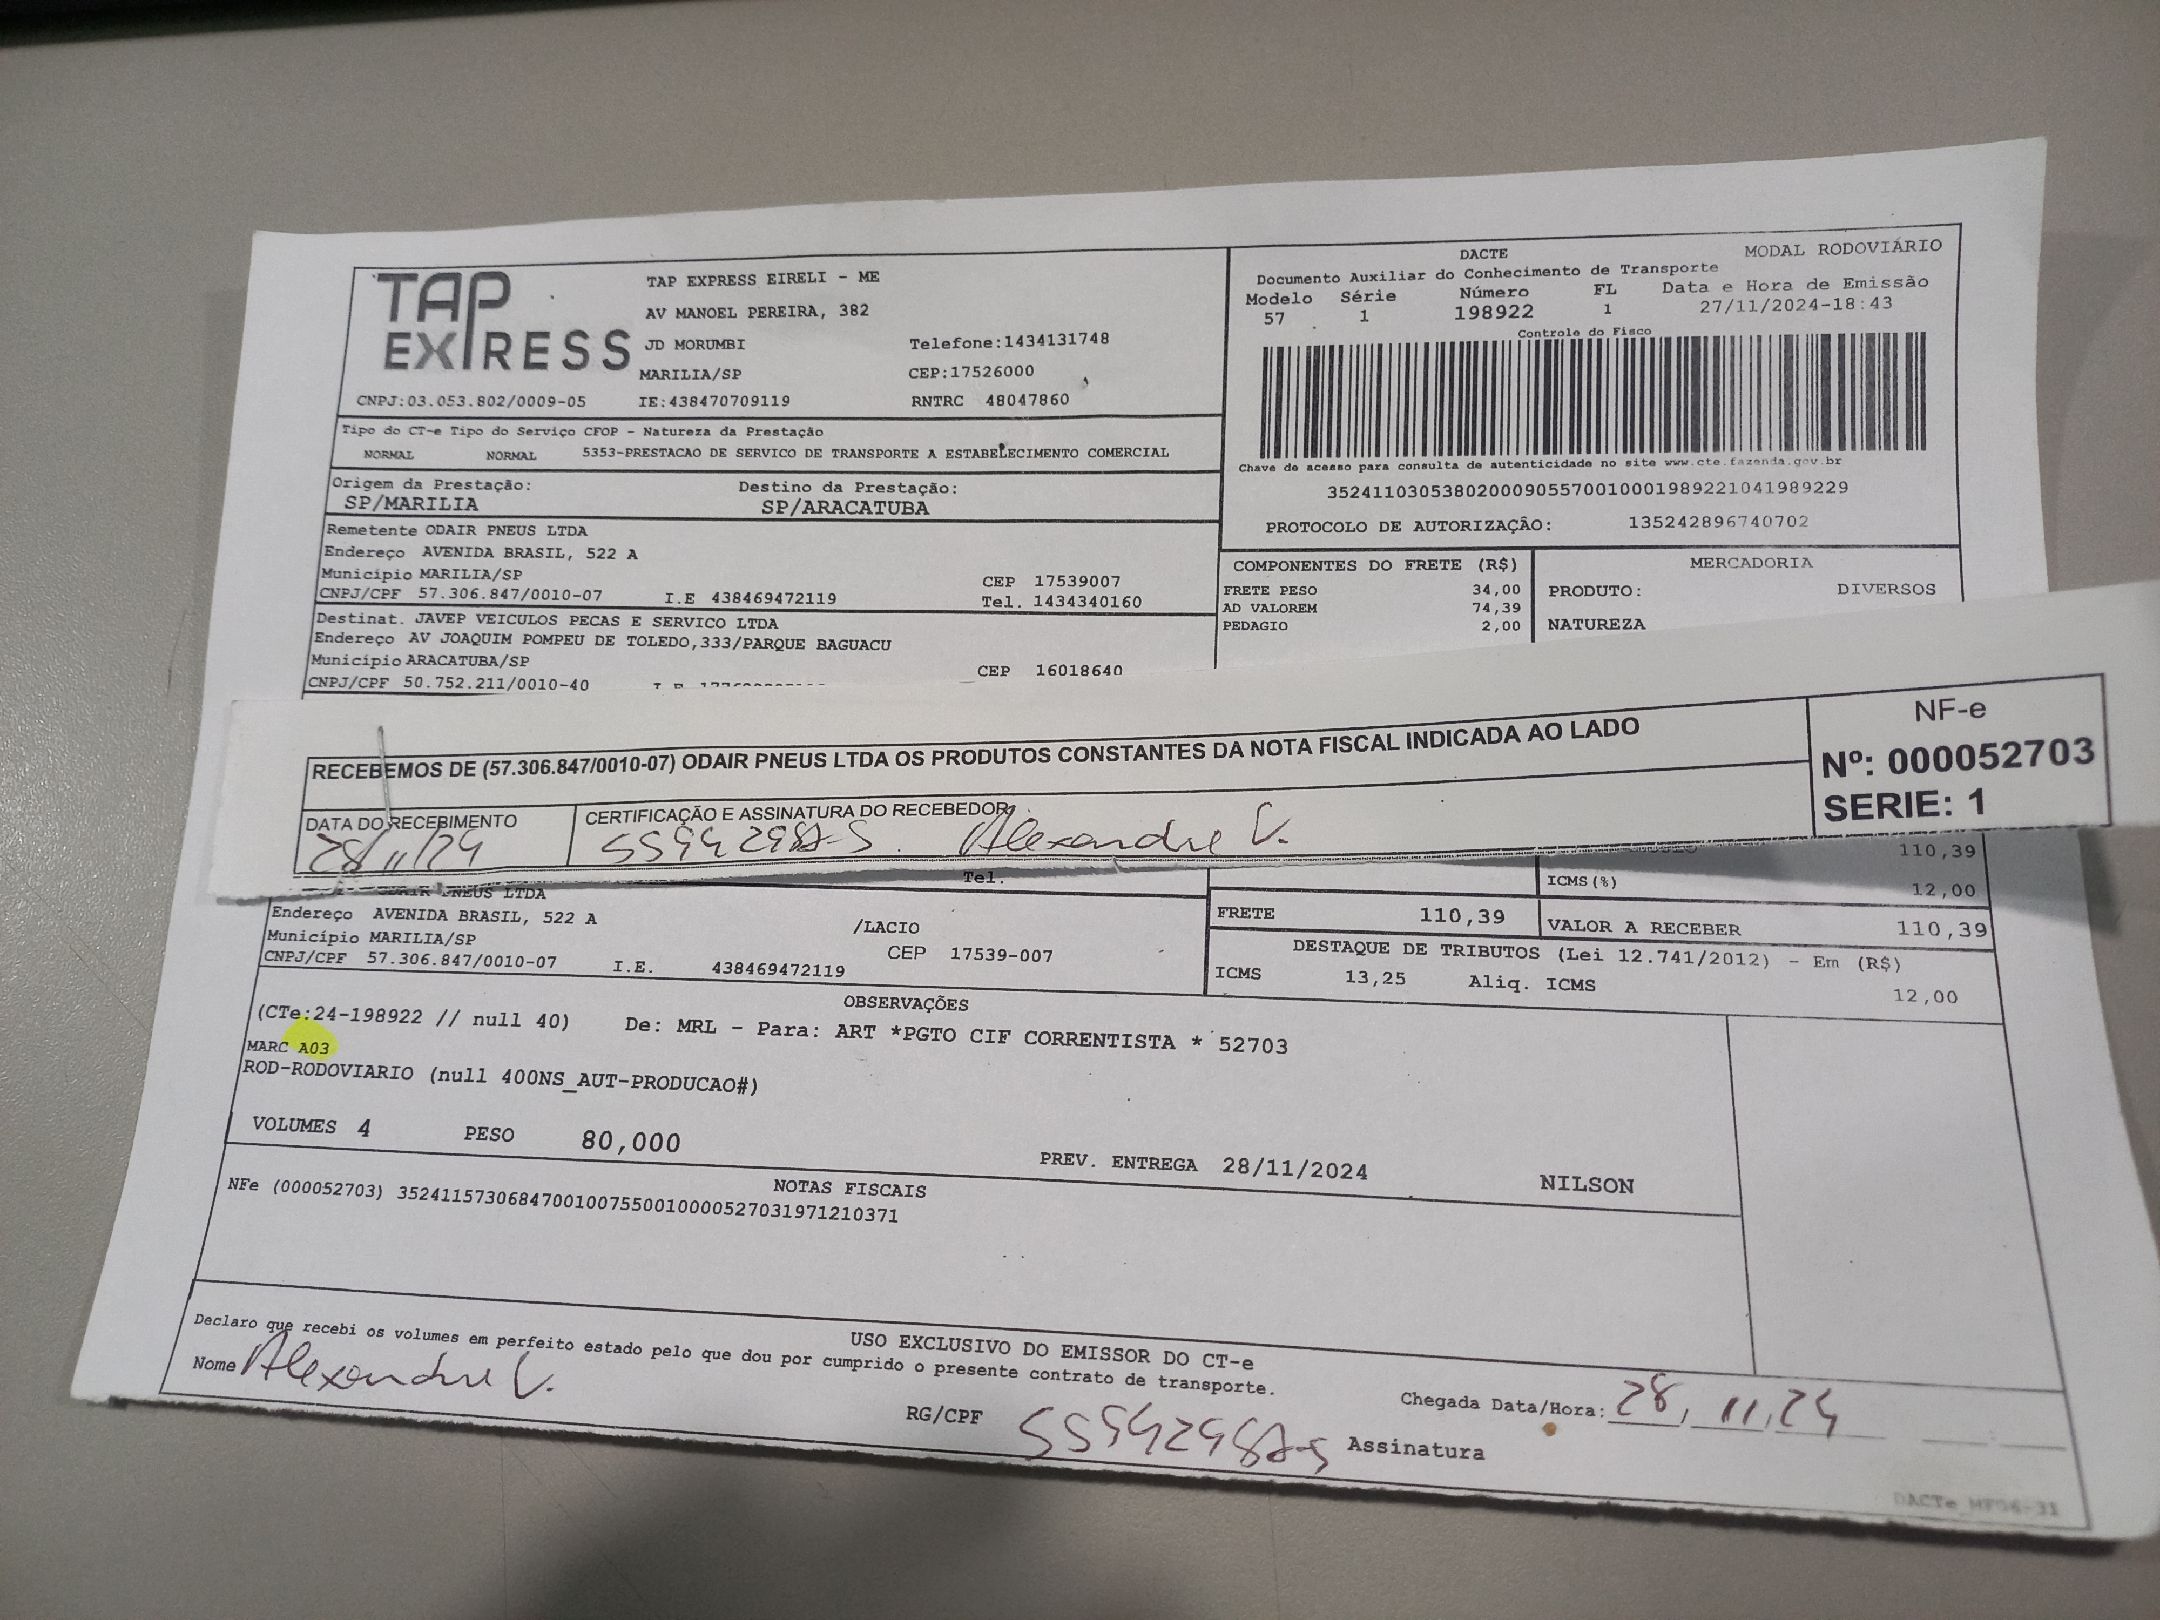 TAP EXPRESS
TAP EXPRESS EIRELI - ME
AV MANOEL PEREIRA, 382
JD MORUMBI Telefone:1434131748
MARILIA/SP CEP:17526000
CNPJ:03.053.802/0009-05 IE:438470709119 RNTRC 48047860
DACTE MODAL RODOVIÁRIO
Documento Auxiliar do Conhecimento de Transporte
Modelo Série Número FL Data e Hora de Emissão
57 1 198922 1 27/11/2024-18:43
Controle do Fisco
Chave de acesso para consulta de autenticidade no site www.cte.fazenda.gov.br
35241103053802000905570010001989221041989229
PROTOCOLO DE AUTORIZAÇÃO: 135242896740702
Tipo do CT-e Tipo do Serviço CFOP - Natureza da Prestação
NORMAL NORMAL 5353-PRESTACAO DE SERVICO DE TRANSPORTE A ESTABELECIMENTO COMERCIAL
Origem da Prestação: Destino da Prestação:
SP/MARILIA SP/ARACATUBA
Remetente ODAIR PNEUS LTDA
Endereço AVENIDA BRASIL, 522 A
Município MARILIA/SP CEP 17539007
CNPJ/CPF 57.306.847/0010-07 I.E 438469472119 Tel. 1434340160
Destinat. JAVEP VEICULOS PECAS E SERVICO LTDA
Endereço AV JOAQUIM POMPEU DE TOLEDO,333/PARQUE BAGUACU
Município ARACATUBA/SP CEP 16018640
CNPJ/CPF 50.752.211/0010-40
COMPONENTES DO FRETE (R$) MERCADORIA
FRETE PESO 34,00 PRODUTO: DIVERSOS
AD VALOREM 74,39 NATUREZA
PEDAGIO 2,00
RECEBEMOS DE (57.306.847/0010-07) ODAIR PNEUS LTDA OS PRODUTOS CONSTANTES DA NOTA FISCAL INDICADA AO LADO
NF-e
Nº: 000052703
SERIE: 1
DATA DO RECEBIMENTO CERTIFICAÇÃO E ASSINATURA DO RECEBEDOR
28/11/24 Alexandre V.
110,39
Tel. ICMS(%) 12,00
ODAIR PNEUS LTDA
Endereço AVENIDA BRASIL, 522 A /LACIO
Município MARILIA/SP CEP 17539-007
CNPJ/CPF 57.306.847/0010-07 I.E. 438469472119
FRETE 110,39 VALOR A RECEBER 110,39
DESTAQUE DE TRIBUTOS (Lei 12.741/2012) - Em (R$)
ICMS 13,25 Aliq. ICMS 12,00
OBSERVAÇÕES
(CTe:24-198922 // null 40) De: MRL - Para: ART *PGTO CIF CORRENTISTA * 52703
MARC A03
ROD-RODOVIARIO (null 400NS_AUT-PRODUCAO#)
VOLUMES 4 PESO 80,000 PREV. ENTREGA 28/11/2024 NILSON
NOTAS FISCAIS
NFe (000052703) 35241157306847001007550010000527031971210371
USO EXCLUSIVO DO EMISSOR DO CT-e
Declaro que recebi os volumes em perfeito estado pelo que dou por cumprido o presente contrato de transporte.
Nome Alexandre V. RG/CPF Assinatura Chegada Data/Hora: 28, 11, 24